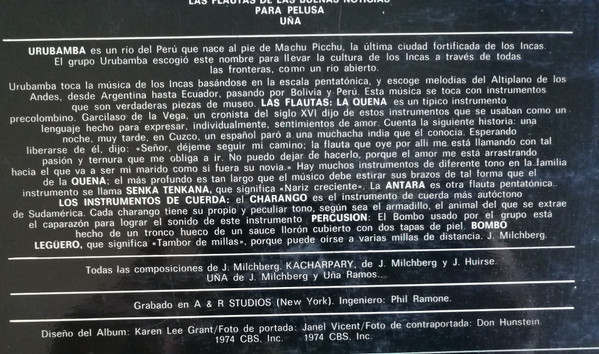 LAS FLAUTAS DE LAS BUENAS NOTICIAS
PARA PELUSA
UÑA
URUBAMBA es un río del Perú que nace al pie de Machu Picchu, la última ciudad fortificada de los Incas.
El grupo Urubamba escogió este nombre para llevar la cultura de los Incas a través de todas
las fronteras, como un río abierto.
Urubamba toca la música de los Incas basándose en la escala pentatónica, y escoge melodías del Altiplano de los
Andes, desde Argentina hasta Ecuador, pasando por Bolivia y Perú. Esta música se toca con instrumentos
que son verdaderas piezas de museo. LAS FLAUTAS: LA QUENA es un típico instrumento
precolombino. Garcilaso de la Vega, un cronista del siglo XVI dijo de estos instrumentos que se usaban como un
lenguaje hecho para expresar, individualmente, sentimientos de amor. Cuenta la siguiente historia: una
noche, muy tarde, en Cuzco, un español paró a una muchacha india que él conocía. Esperando
liberarse de él, dijo: «Señor, déjeme seguir mi camino; la flauta que oye por allí me está llamando con tal
pasión y ternura que me obliga a ir. No puedo dejar de hacerlo, porque el amor me está arrastrando
hacia el que va a ser mi marido como si fuera su novia.» Hay muchos instrumentos de diferente tono en la familia
de la QUENA; el más profundo es tan largo que el músico debe estirar sus brazos de tal forma que el
instrumento se llama SENKA TENKANA, que significa «Nariz creciente». La ANTARA es otra flauta pentatónica.
LOS INSTRUMENTOS DE CUERDA: el CHARANGO es el instrumento de cuerda más autóctono
de Sudamérica. Cada charango tiene su propio y peculiar tono, según sea el armadillo, el animal del que se extrae
el caparazón para lograr el sonido de este instrumento PERCUSION: El Bombo usado por el grupo está
hecho de un tronco hueco de un sauce llorón cubierto con dos tapas de piel. BOMBO
LEGÜERO, que significa «Tambor de millas», porque puede oírse a varias millas de distancia. J. Milchberg.
Todas las composiciones de J. Milchberg. KACHARPARY, de J. Milchberg y J. Huirse.
UÑA de J. Milchberg y Uña Ramos...
Grabado en A & R STUDIOS (New York). Ingeniero: Phil Ramone.
Diseño del Album: Karen Lee Grant/Foto de portada: Janel Vicent/Foto de contraportada: Don Hunstein.
1974 CBS, Inc. 1974 CBS, Inc.